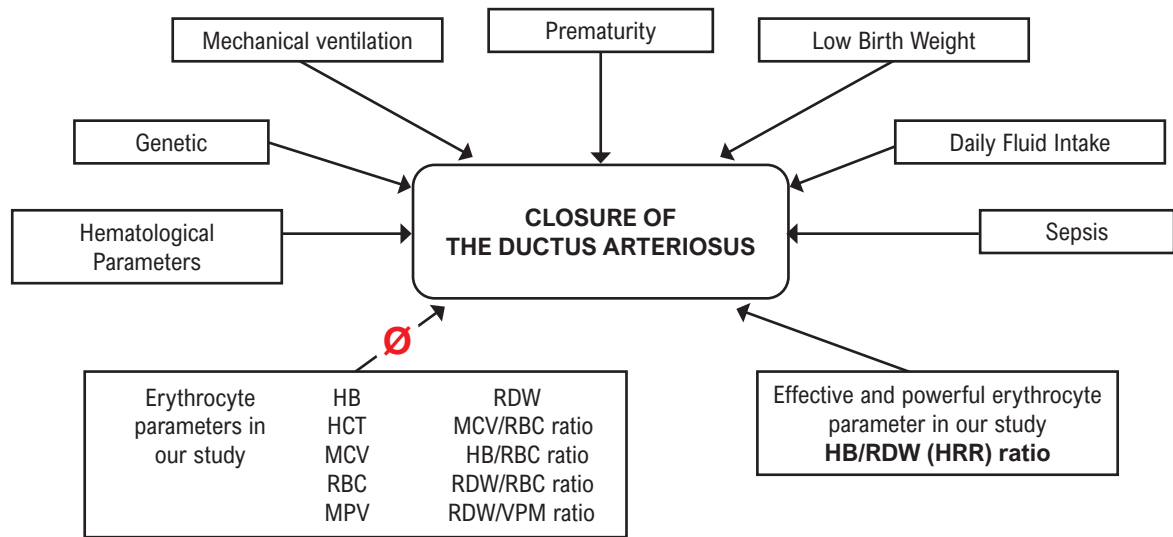 Prematurity
Mechanical ventilation
Low Birth Weight
Genetic
Daily Fluid Intake
Hematological
Parameters
CLOSURE OF
THE DUCTUS ARTERIOSUS
Sepsis
Ø
Erythrocyte
parameters in
our study
HB
HCT
MCV
RBC
MPV
RDW
MCV/RBC ratio
HB/RBC ratio
RDW/RBC ratio
RDW/VPM ratio
Effective and powerful erythrocyte
parameter in our study
HB/RDW (HRR) ratio